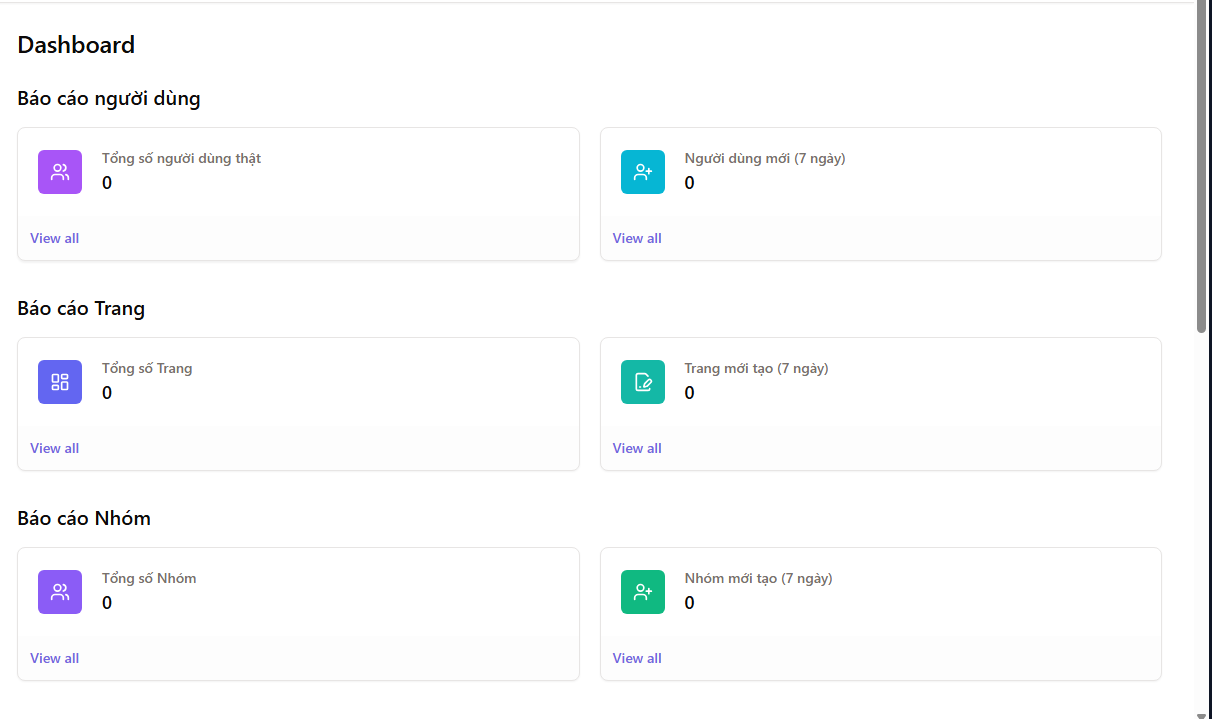 Dashboard
Báo cáo người dùng
Tổng số người dùng thật
0
View all
Người dùng mới (7 ngày)
0
View all
Báo cáo Trang
Tổng số Trang
0
View all
Trang mới tạo (7 ngày)
0
View all
Báo cáo Nhóm
Tổng số Nhóm
0
View all
Nhóm mới tạo (7 ngày)
0
View all